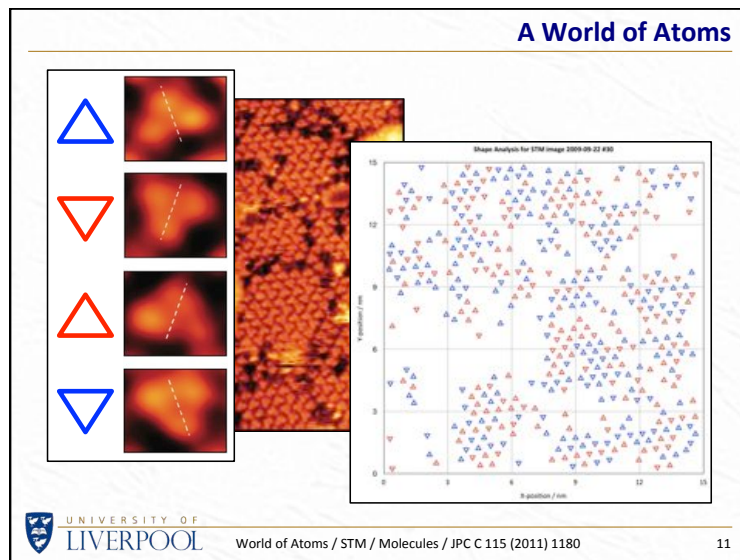 A World of Atoms
Shape Analysis for STM image 2009-09-22 #30
15
12
9
6
3
0
Y-position / nm
0 3 6 9 12 15
X-position / nm
UNIVERSITY OF
LIVERPOOL
World of Atoms / STM / Molecules / JPC C 115 (2011) 1180
11